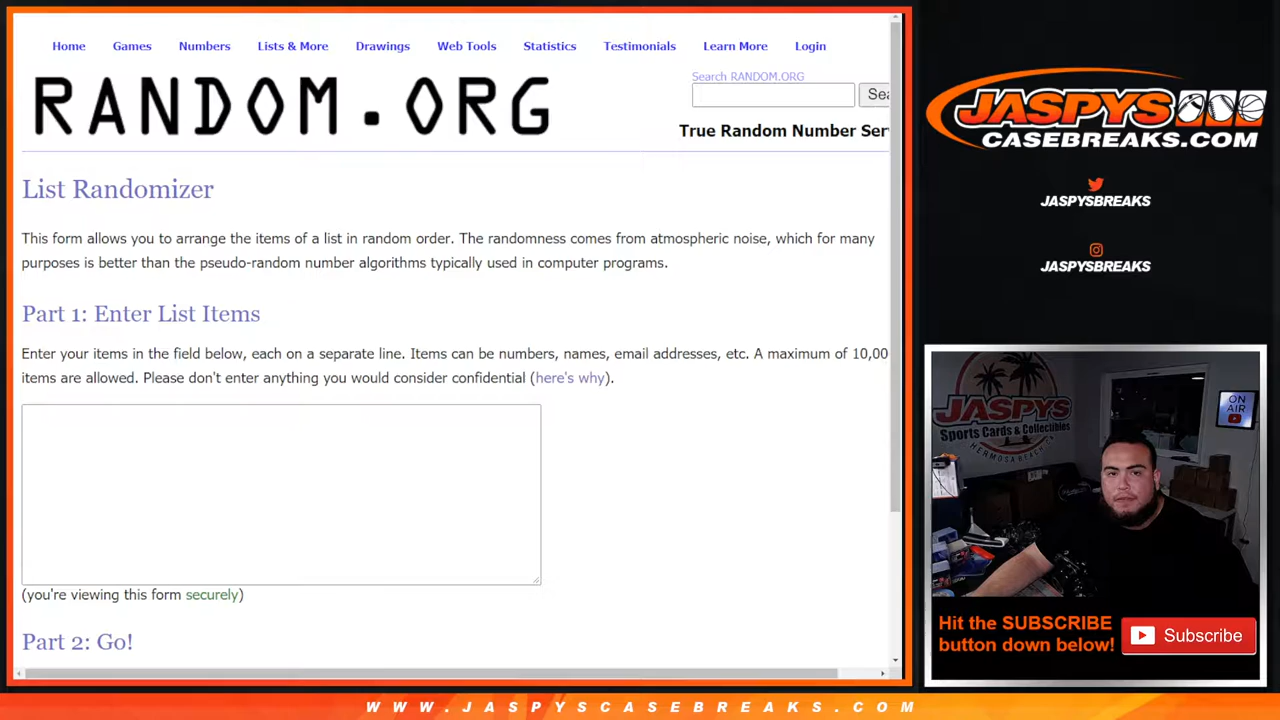 Home Games Numbers Lists & More Drawings Web Tools Statistics Testimonials Learn More Login
RANDOM.ORG
Search RANDOM.ORG
Sea
True Random Number Ser
List Randomizer
This form allows you to arrange the items of a list in random order. The randomness comes from atmospheric noise, which for many
purposes is better than the pseudo-random number algorithms typically used in computer programs.
Part 1: Enter List Items
Enter your items in the field below, each on a separate line. Items can be numbers, names, email addresses, etc. A maximum of 10,00
items are allowed. Please don't enter anything you would consider confidential (here's why).
(you're viewing this form securely)
Part 2: Go!
JASPYS
CASEBREAKS.COM
JASPYSBREAKS
JASPYSBREAKS
JASPYS
Sports Cards & Collectibles
HERMOSA BEACH, CA
ON
AIR
Hit the SUBSCRIBE
button down below!
Subscribe
WWW.JASPYSCASEBREAKS.COM